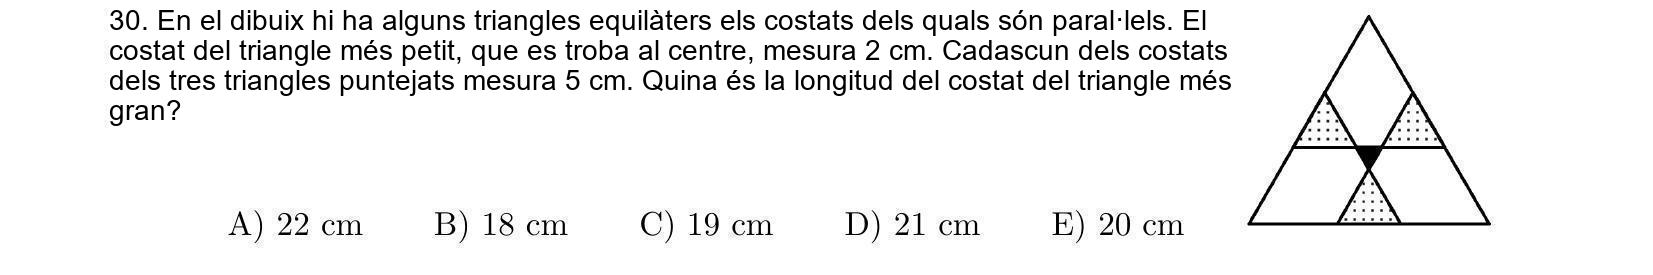 30. En el dibuix hi ha alguns triangles equilàters els costats dels quals són paral·lels. El
costat del triangle més petit, que es troba al centre, mesura 2 cm. Cadascun dels costats
dels tres triangles puntejats mesura 5 cm. Quina és la longitud del costat del triangle més
gran?
A) 22 cm B) 18 cm C) 19 cm D) 21 cm E) 20 cm